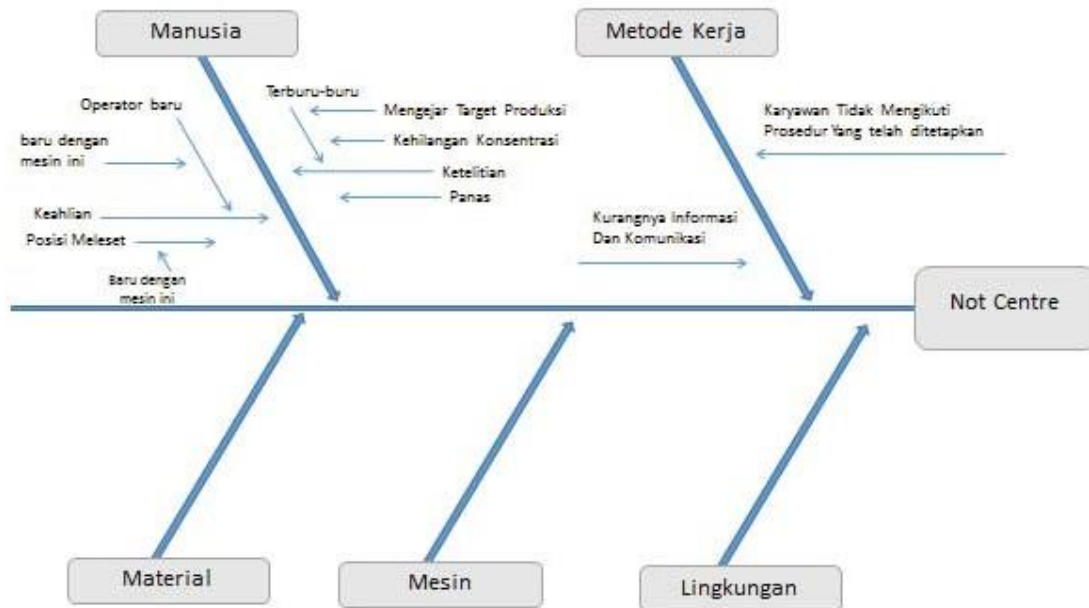 Manusia
Metode Kerja
Terburu-buru
Operator baru
Mengejar Target Produksi
Karyawan Tidak Mengikuti
Prosedur Yang telah ditetapkan
baru dengan
mesin ini
Kehilangan Konsentrasi
Ketelitian
Panas
Keahlian
Kurangnya Informasi
Dan Komunikasi
Posisi Meleset
Baru dengan
mesin ini
Not Centre
Material
Mesin
Lingkungan